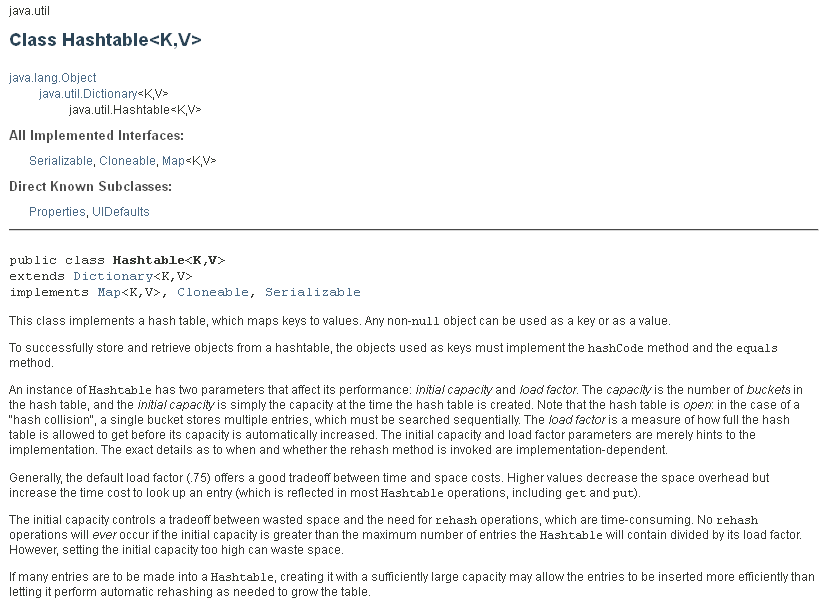 java.util
Class Hashtable<K,V>
java.lang.Object
java.util.Dictionary<K,V>
java.util.Hashtable<K,V>
All Implemented Interfaces:
Serializable, Cloneable, Map<K,V>
Direct Known Subclasses:
Properties, UIDefaults
public class Hashtable<K,V>
extends Dictionary<K,V>
implements Map<K,V>, Cloneable, Serializable
This class implements a hash table, which maps keys to values. Any non-null object can be used as a key or as a value.
To successfully store and retrieve objects from a hashtable, the objects used as keys must implement the hashCode method and the equals
method.
An instance of Hashtable has two parameters that affect its performance: initial capacity and load factor. The capacity is the number of buckets in
the hash table, and the initial capacity is simply the capacity at the time the hash table is created. Note that the hash table is open: in the case of a
"hash collision", a single bucket stores multiple entries, which must be searched sequentially. The load factor is a measure of how full the hash
table is allowed to get before its capacity is automatically increased. The initial capacity and load factor parameters are merely hints to the
implementation. The exact details as to when and whether the rehash method is invoked are implementation-dependent.
Generally, the default load factor (.75) offers a good tradeoff between time and space costs. Higher values decrease the space overhead but
increase the time cost to look up an entry (which is reflected in most Hashtable operations, including get and put).
The initial capacity controls a tradeoff between wasted space and the need for rehash operations, which are time-consuming. No rehash
operations will ever occur if the initial capacity is greater than the maximum number of entries the Hashtable will contain divided by its load factor.
However, setting the initial capacity too high can waste space.
If many entries are to be made into a Hashtable, creating it with a sufficiently large capacity may allow the entries to be inserted more efficiently than
letting it perform automatic rehashing as needed to grow the table.